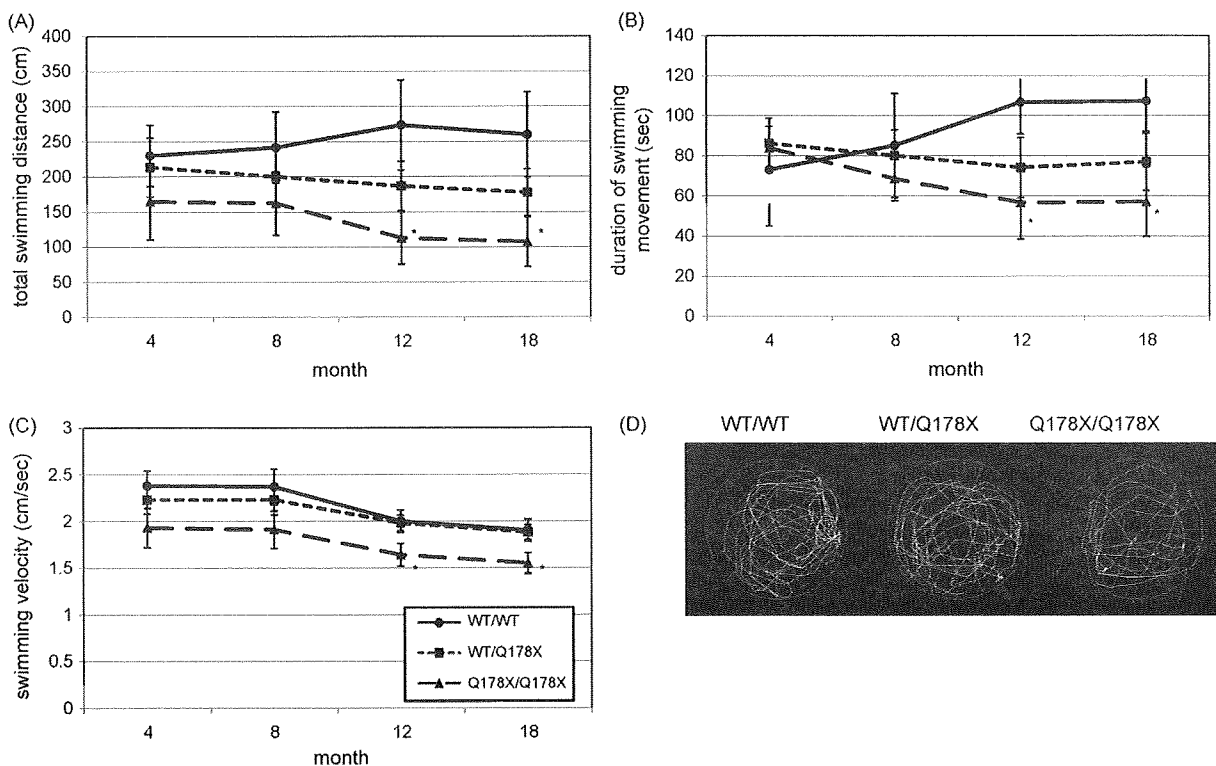 (A)
total swimming distance (cm)
400
350
300
250
200
150
100
50
0
4 8 12 18
month
*
*
(B)
duration of swimming
movement (sec)
140
120
100
80
60
40
20
0
4 8 12 18
month
*
*
(C)
swimming velocity (cm/sec)
3
2.5
2
1.5
1
0.5
0
4 8 12 18
month
*
*
WT/WT
WT/Q178X
Q178X/Q178X
(D)
WT/WT WT/Q178X Q178X/Q178X